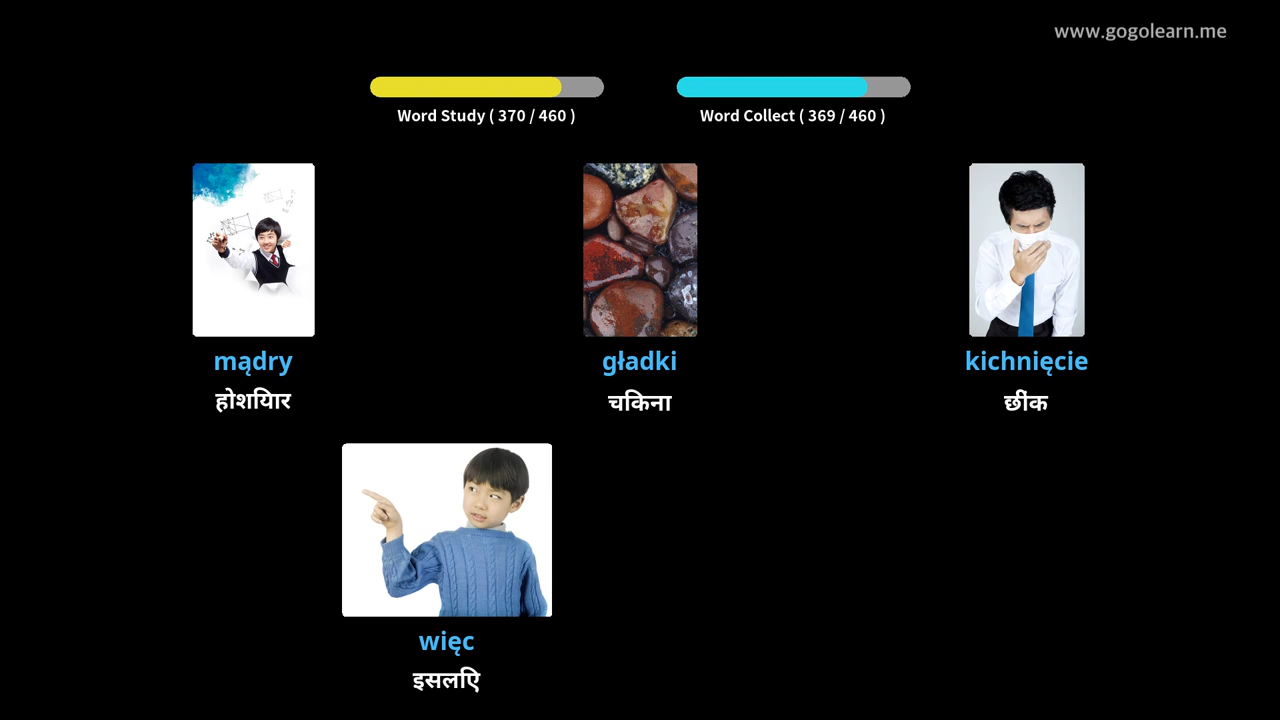 www.gogolearn.me
Word Study ( 370 / 460 )
Word Collect ( 369 / 460 )
mądry
होशियार
gładki
चिकना
kichnięcie
छींक
więc
इसलिए